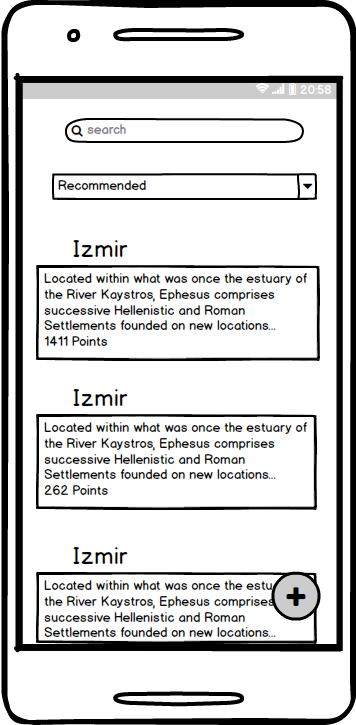 20:58
search
Recommended
Izmir
Located within what was once the estuary of
the River Kaystros, Ephesus comprises
successive Hellenistic and Roman
Settlements founded on new locations...
1411 Points
Izmir
Located within what was once the estuary of
the River Kaystros, Ephesus comprises
successive Hellenistic and Roman
Settlements founded on new locations...
262 Points
Izmir
Located within what was once the estu
the River Kaystros, Ephesus comprises
successive Hellenistic and Roman
Settlements founded on new locations...